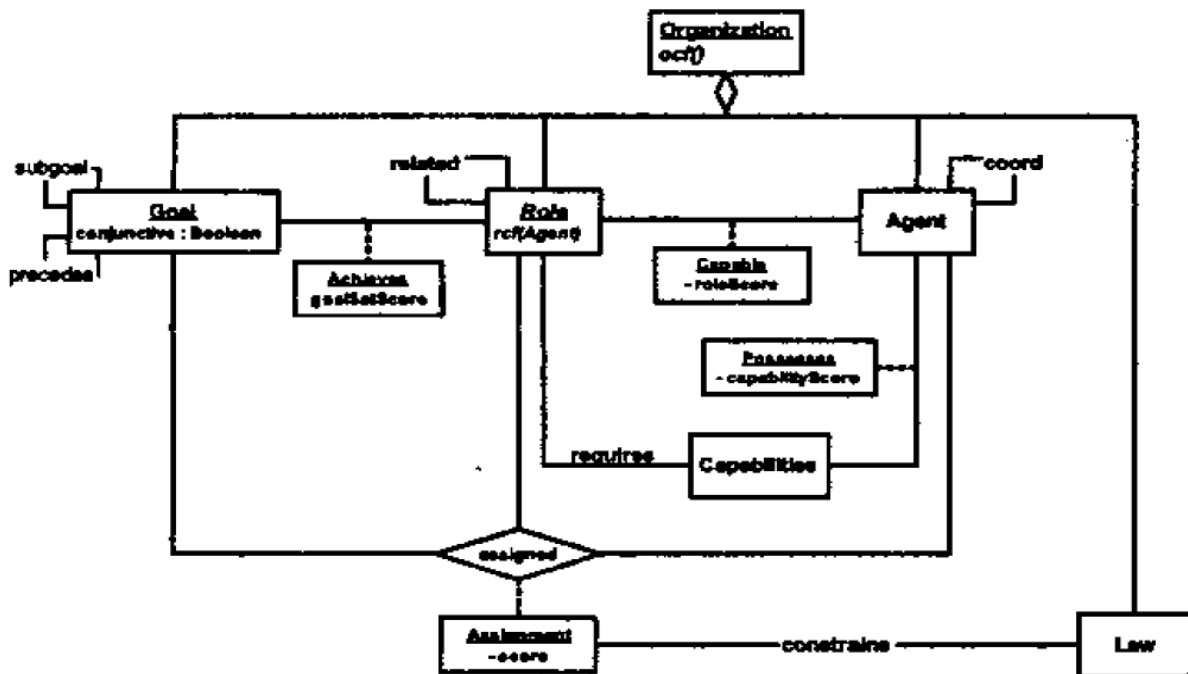 Organization
ocf()
subgoal
related
coord
Goal
conjunctive : Boolean
Role
rcf(Agent)
Agent
precedes
Achieves
goalSatScore
Capable
- roleScore
Possesses
- capabilityScore
requires
Capabilities
assigned
Assignment
- score
constrains
Law